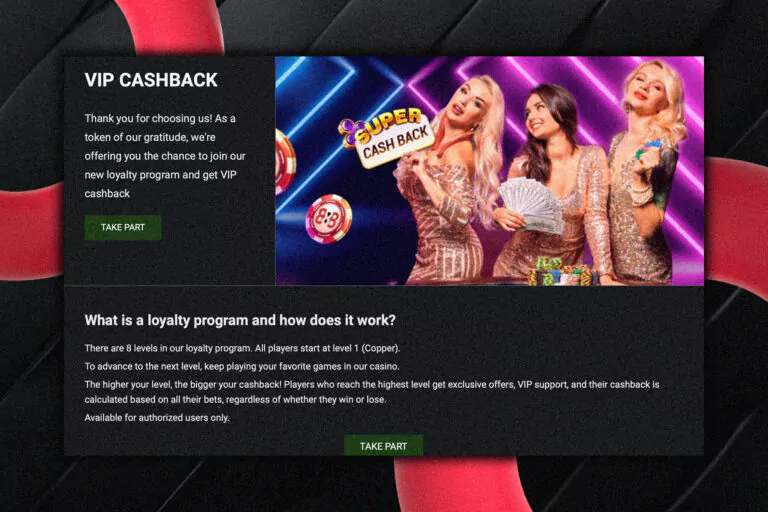 VIP CASHBACK
Thank you for choosing us! As a
token of our gratitude, we're
offering you the chance to join our
new loyalty program and get VIP
cashback
TAKE PART
SUPER
CASH BACK
8 8
What is a loyalty program and how does it work?
There are 8 levels in our loyalty program. All players start at level 1 (Copper).
To advance to the next level, keep playing your favorite games in our casino.
The higher your level, the bigger your cashback! Players who reach the highest level get exclusive offers, VIP support, and their cashback is
calculated based on all their bets, regardless of whether they win or lose.
Available for authorized users only.
TAKE PART